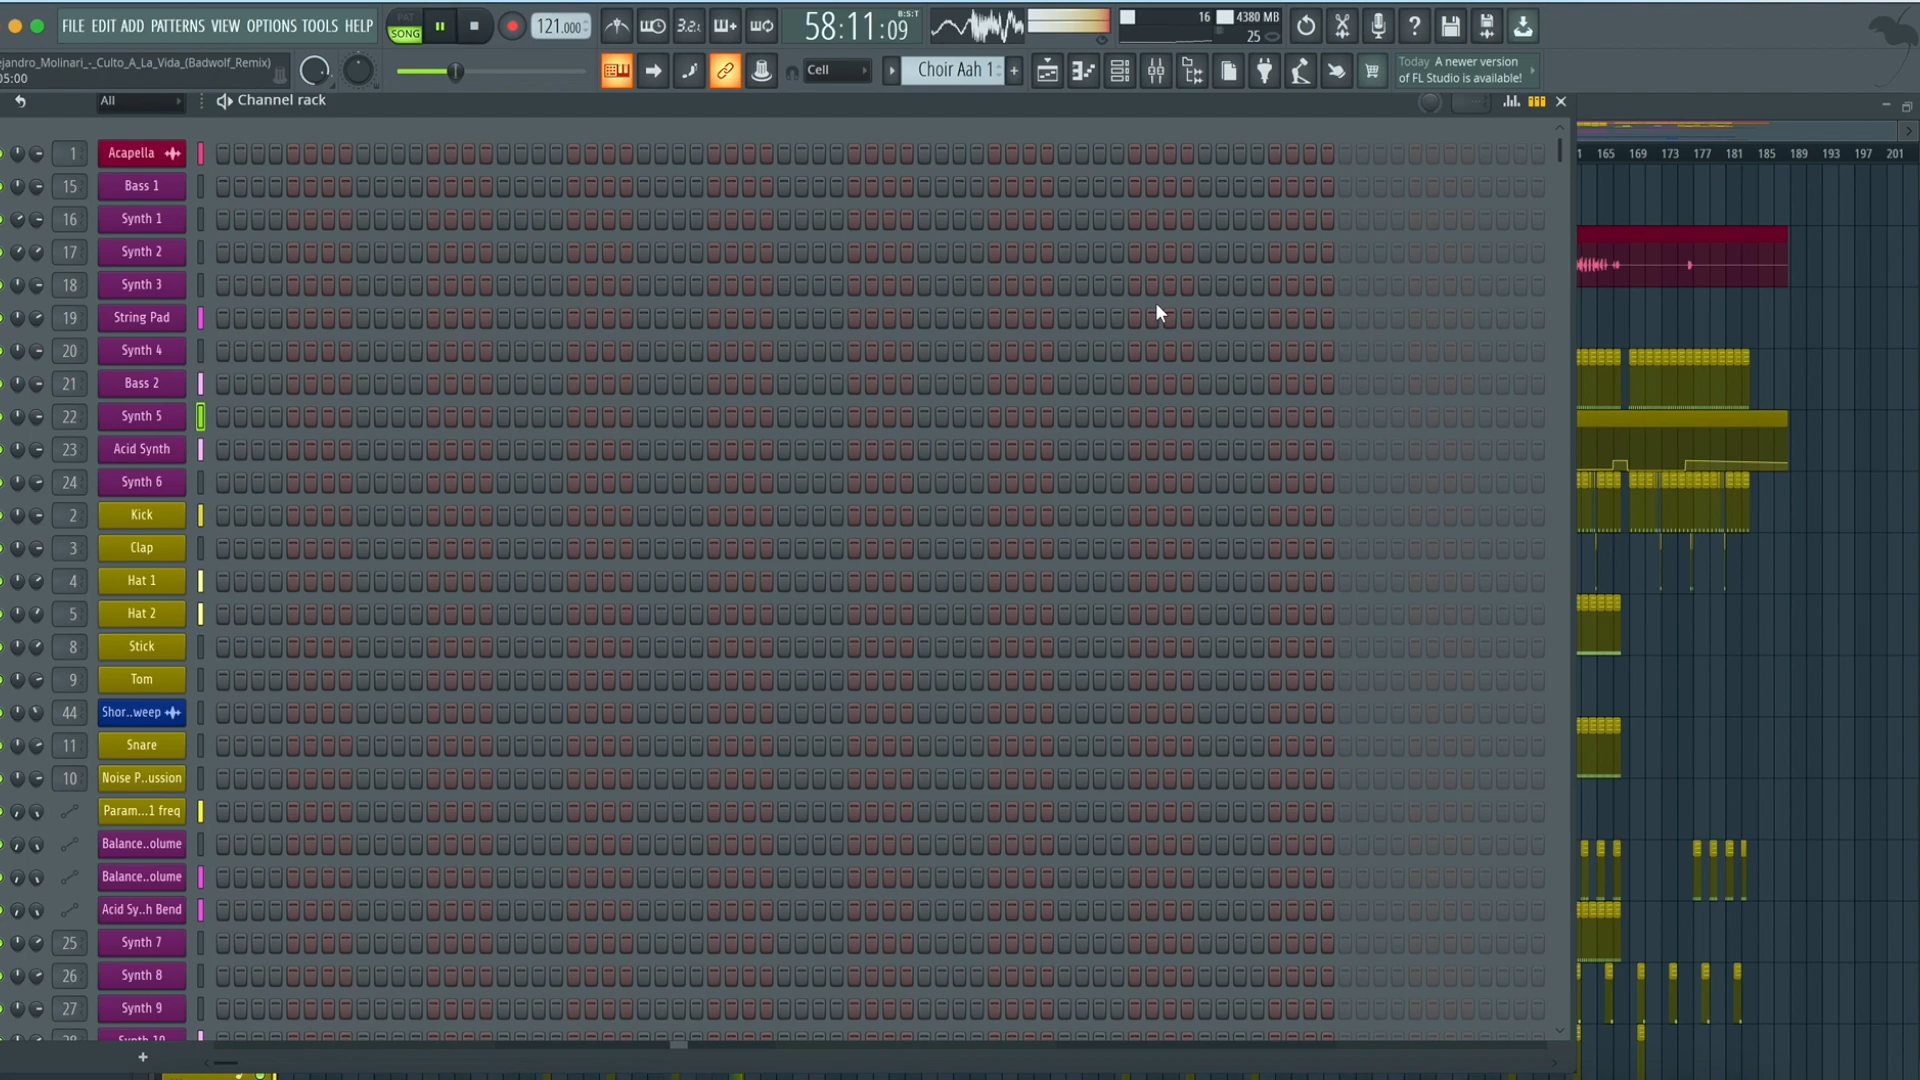 FILE EDIT ADD PATTERNS VIEW OPTIONS TOOLS HELP
PAT
SONG
121.000
3.2.
58:11:09
B:S:T
16
4380 MB
25
ejandro_Molinari_-_Culto_A_La_Vida_(Badwolf_Remix)
05:00
Cell
Choir Aah 1
+
Today A newer version
of FL Studio is available!
All
Channel rack
1 Acapella
15 Bass 1
16 Synth 1
17 Synth 2
18 Synth 3
19 String Pad
20 Synth 4
21 Bass 2
22 Synth 5
23 Acid Synth
24 Synth 6
2 Kick
3 Clap
4 Hat 1
5 Hat 2
8 Stick
9 Tom
44 Shor..weep
11 Snare
10 Noise P..ussion
Param...1 freq
Balance..olume
Balance..olume
Acid Sy..h Bend
25 Synth 7
26 Synth 8
27 Synth 9
28 Synth 10
+
1 165 169 173 177 181 185 189 193 197 201